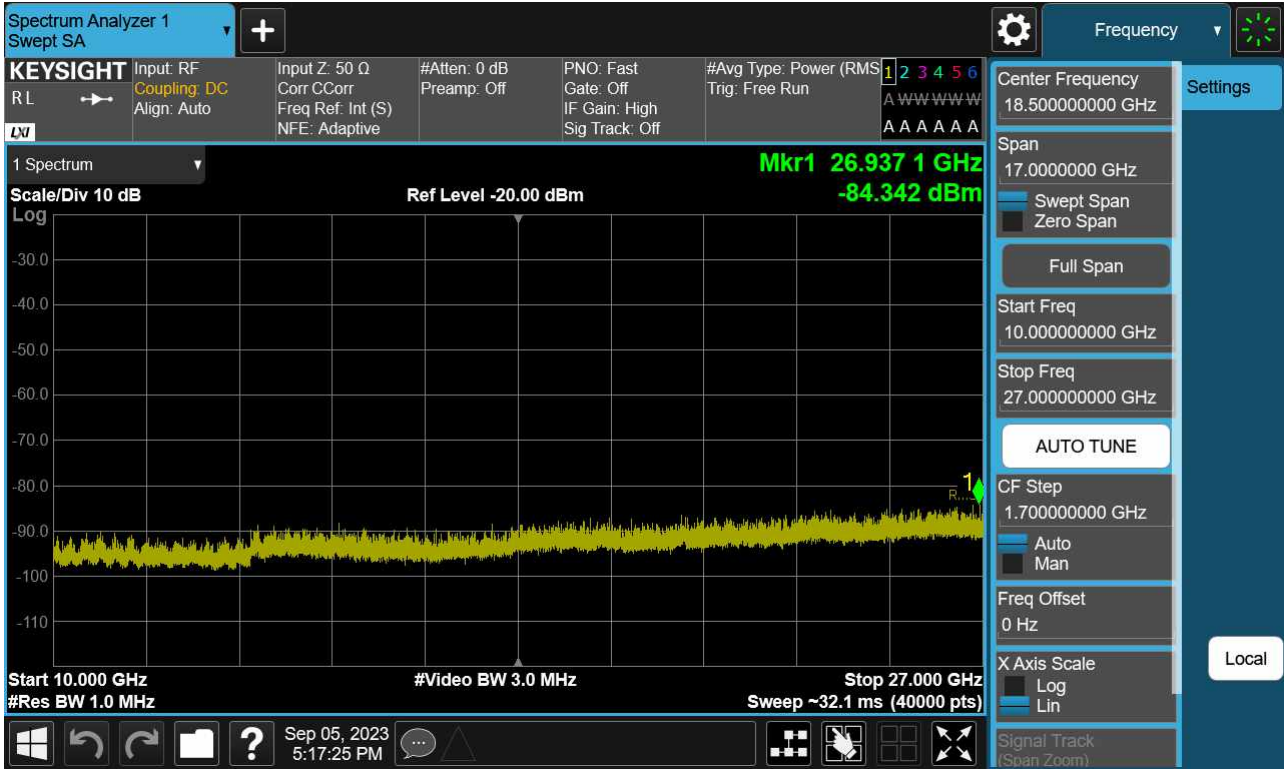 Spectrum Analyzer 1
Swept SA
Frequency
KEYSIGHT
R L
LXI
Input: RF
Coupling: DC
Align: Auto
Input Z: 50 Ω
Corr CCorr
Freq Ref: Int (S)
NFE: Adaptive
#Atten: 0 dB
Preamp: Off
PNO: Fast
Gate: Off
IF Gain: High
Sig Track: Off
#Avg Type: Power (RMS
Trig: Free Run
1 2 3 4 5 6
A W W W W W
A A A A A A
1 Spectrum
Mkr1 26.937 1 GHz
Scale/Div 10 dB
Ref Level -20.00 dBm
-84.342 dBm
Log
-30.0
-40.0
-50.0
-60.0
-70.0
-80.0
-90.0
-100
-110
1
Start 10.000 GHz
#Video BW 3.0 MHz
Stop 27.000 GHz
#Res BW 1.0 MHz
Sweep ~32.1 ms (40000 pts)
Sep 05, 2023
5:17:25 PM
Center Frequency
18.500000000 GHz
Settings
Span
17.0000000 GHz
Swept Span
Zero Span
Full Span
Start Freq
10.000000000 GHz
Stop Freq
27.000000000 GHz
AUTO TUNE
CF Step
1.700000000 GHz
Auto
Man
Freq Offset
0 Hz
X Axis Scale
Log
Lin
Local
Signal Track
(Span Zoom)